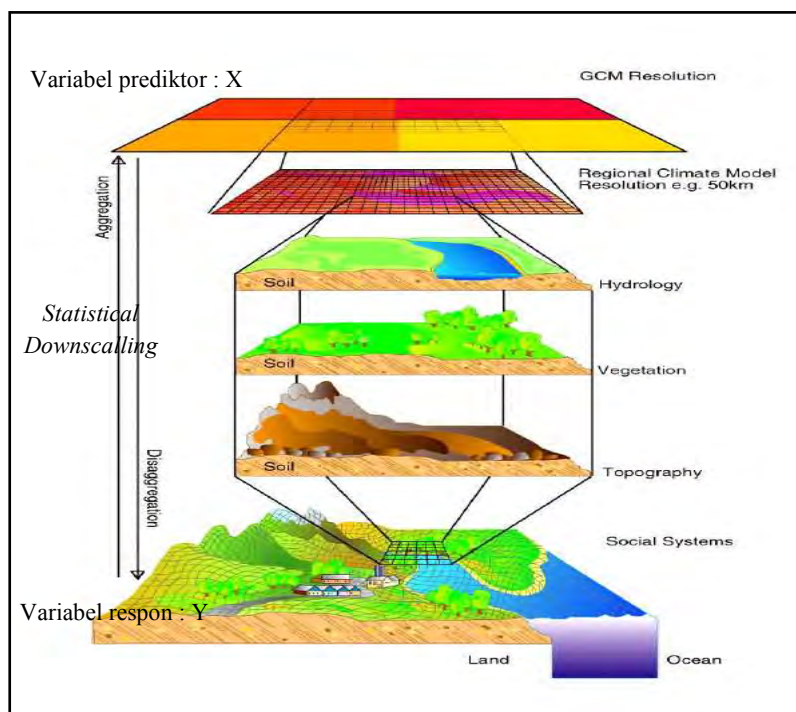 Variabel prediktor : X
GCM Resolution
Regional Climate Model
Resolution e.g. 50km
Aggregation
Soil
Hydrology
Statistical
Downscalling
Soil
Vegetation
Disaggregation
Soil
Topography
Social Systems
Variabel respon : Y
Land
Ocean